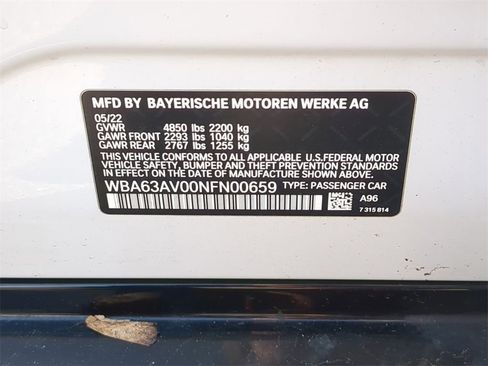 MFD BY BAYERISCHE MOTOREN WERKE AG
05/22
GVWR 4850 lbs 2200 kg
GAWR FRONT 2293 lbs 1040 kg
GAWR REAR 2767 lbs 1255 kg
THIS VEHICLE CONFORMS TO ALL APPLICABLE U.S.FEDERAL MOTOR
VEHICLE SAFETY, BUMPER AND THEFT PREVENTION STANDARDS
IN EFFECT ON THE DATE OF MANUFACTURE SHOWN ABOVE.
WBA63AV00NFN00659 TYPE: PASSENGER CAR
A96
7 315 814